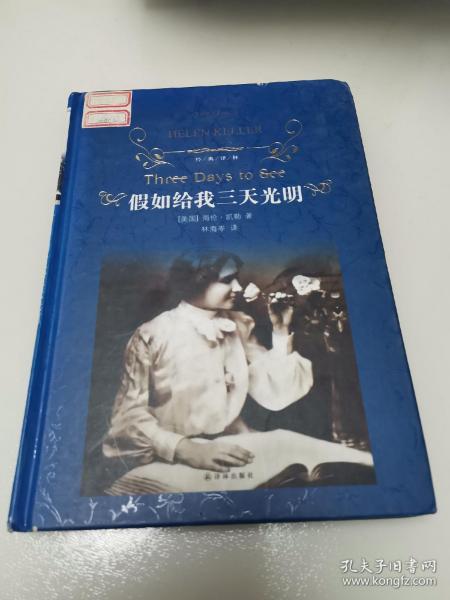 HELEN KELLER
经典译林
Three Days to See
假如给我三天光明
[美国] 海伦·凯勒 著
林海岑 译
译林出版社
孔夫子旧书网
www.kongfz.com